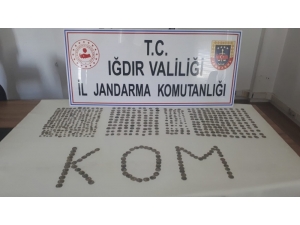 T.C.
IĞDIR VALİLİĞİ
İL JANDARMA KOMUTANLIĞI
KOM